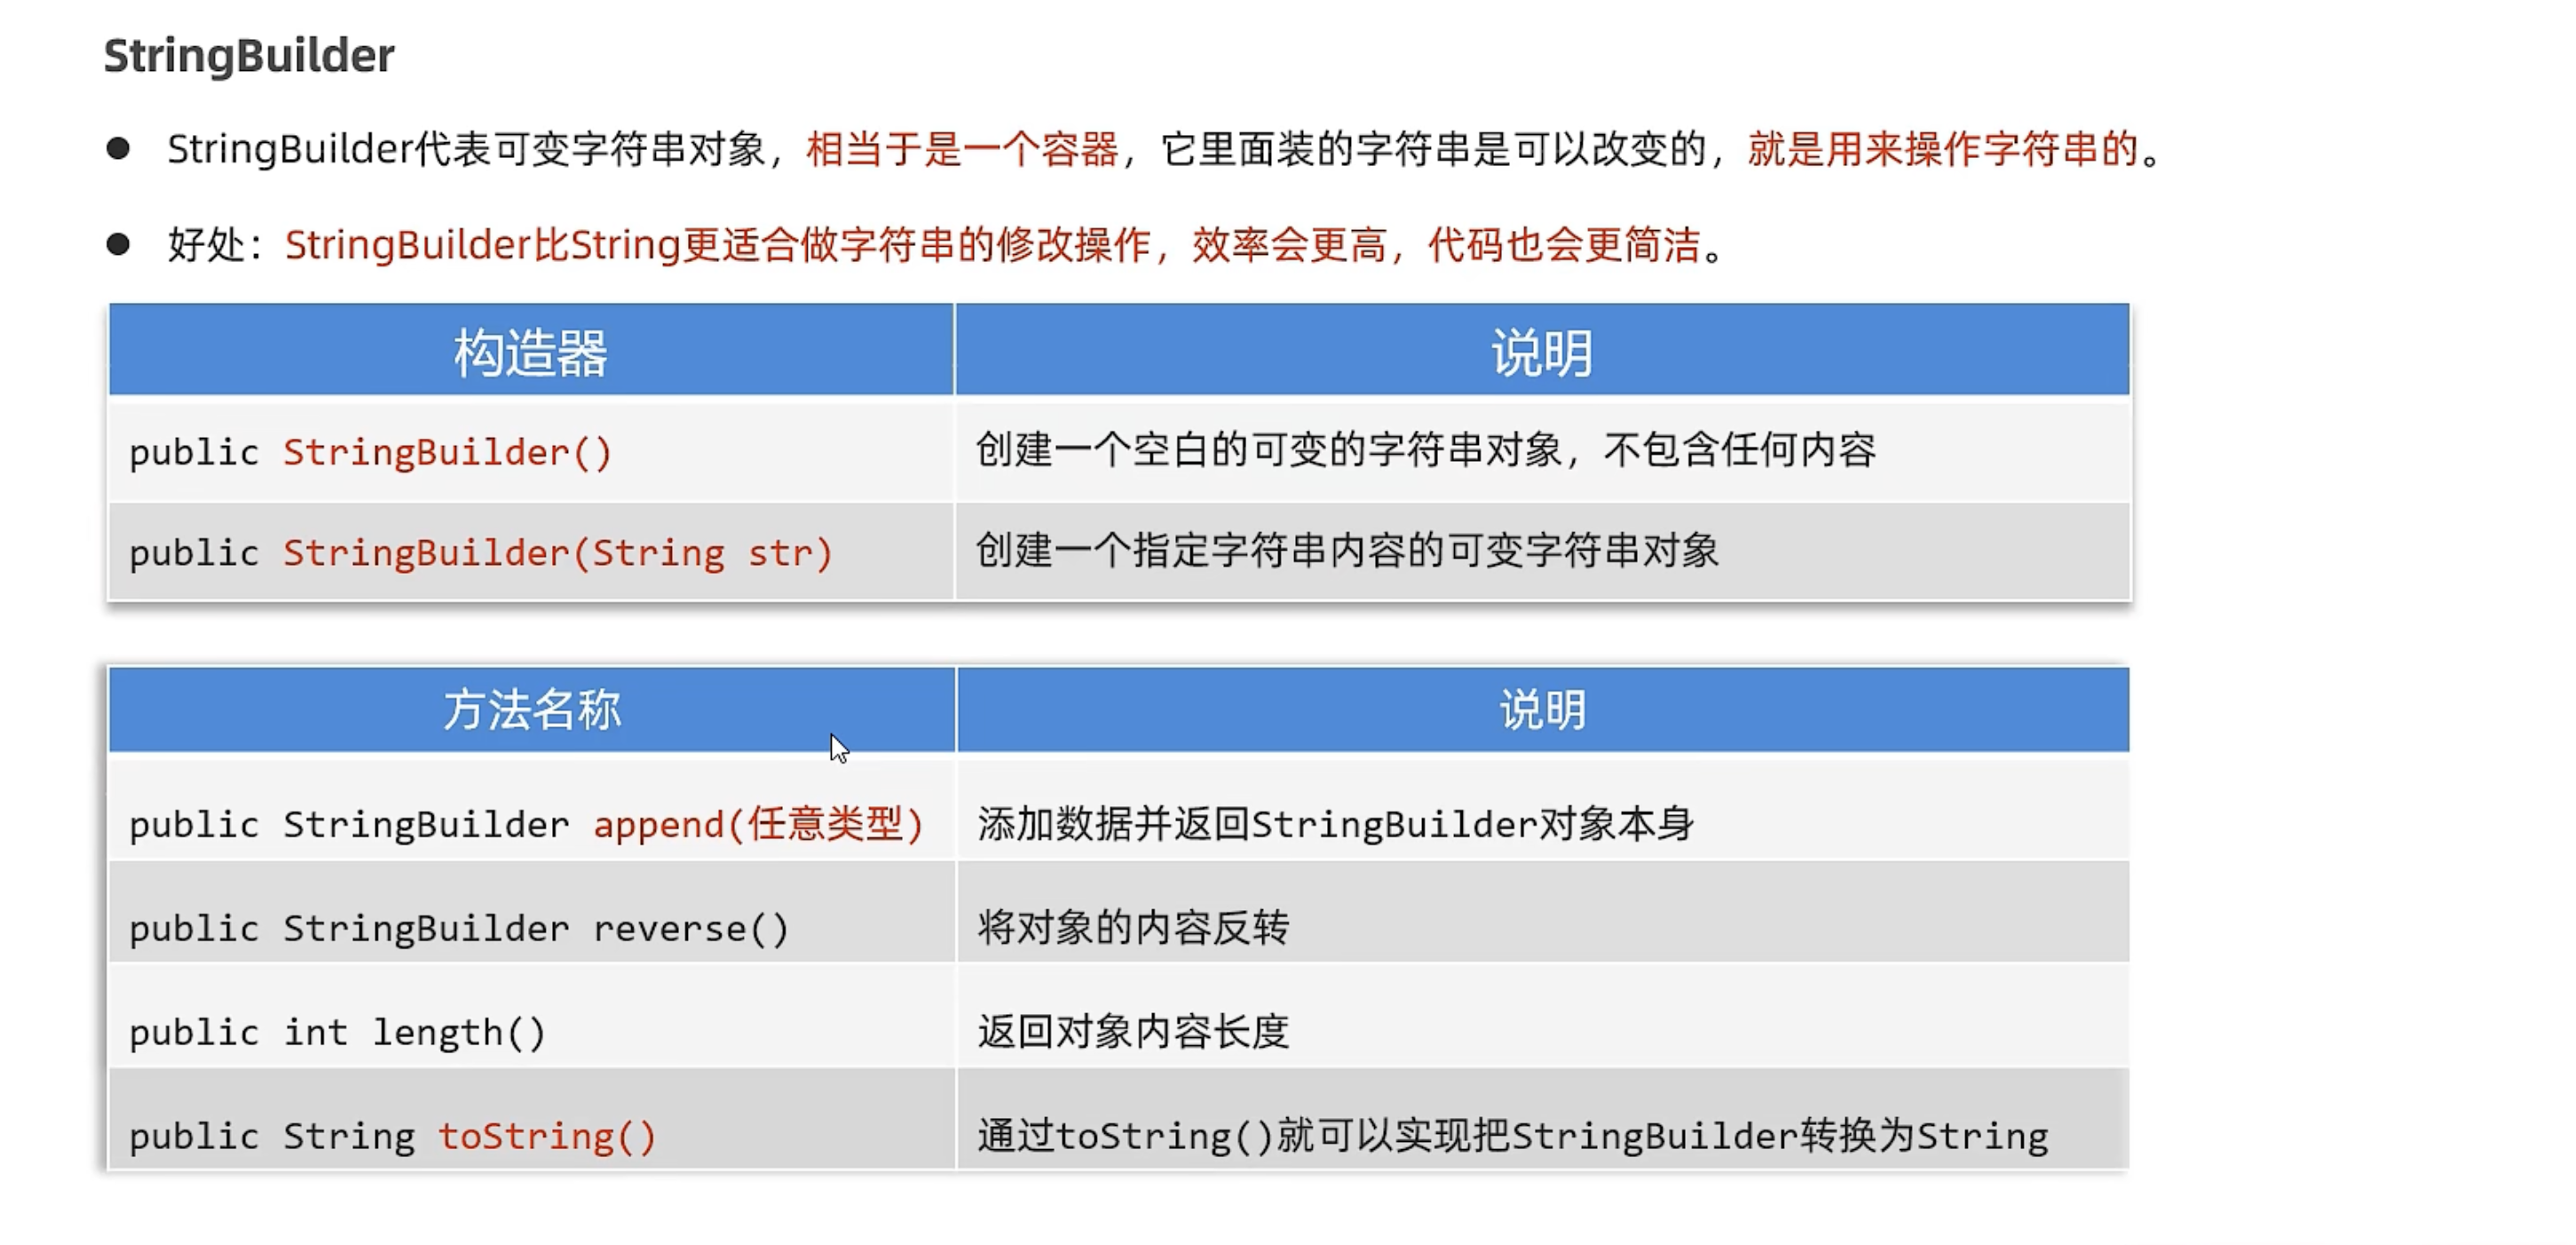 StringBuilder
● StringBuilder代表可变字符串对象，相当于是一个容器，它里面装的字符串是可以改变的，就是用来操作字符串的。
● 好处：StringBuilder比String更适合做字符串的修改操作，效率会更高，代码也会更简洁。
构造器 说明
public StringBuilder() 创建一个空白的可变的字符串对象，不包含任何内容
public StringBuilder(String str) 创建一个指定字符串内容的可变字符串对象
方法名称 说明
public StringBuilder append(任意类型) 添加数据并返回StringBuilder对象本身
public StringBuilder reverse() 将对象的内容反转
public int length() 返回对象内容长度
public String toString() 通过toString()就可以实现把StringBuilder转换为String